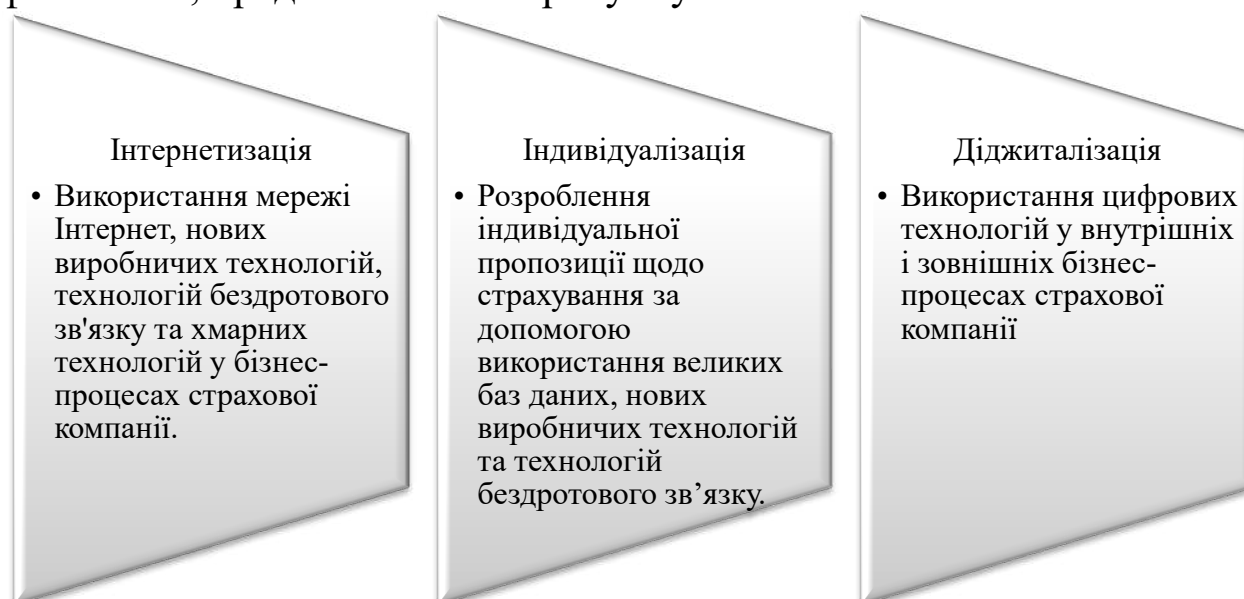 Інтернетизація
• Використання мережі
Інтернет, нових
виробничих технологій,
технологій бездротового
зв'язку та хмарних
технологій у бізнес-
процесах страхової
компанії.
Індивідуалізація
• Розроблення
індивідуальної
пропозиції щодо
страхування за
допомогою
використання великих
баз даних, нових
виробничих технологій
та технологій
бездротового зв’язку.
Діджиталізація
• Використання цифрових
технологій у внутрішніх
і зовнішніх бізнес-
процесах страхової
компанії